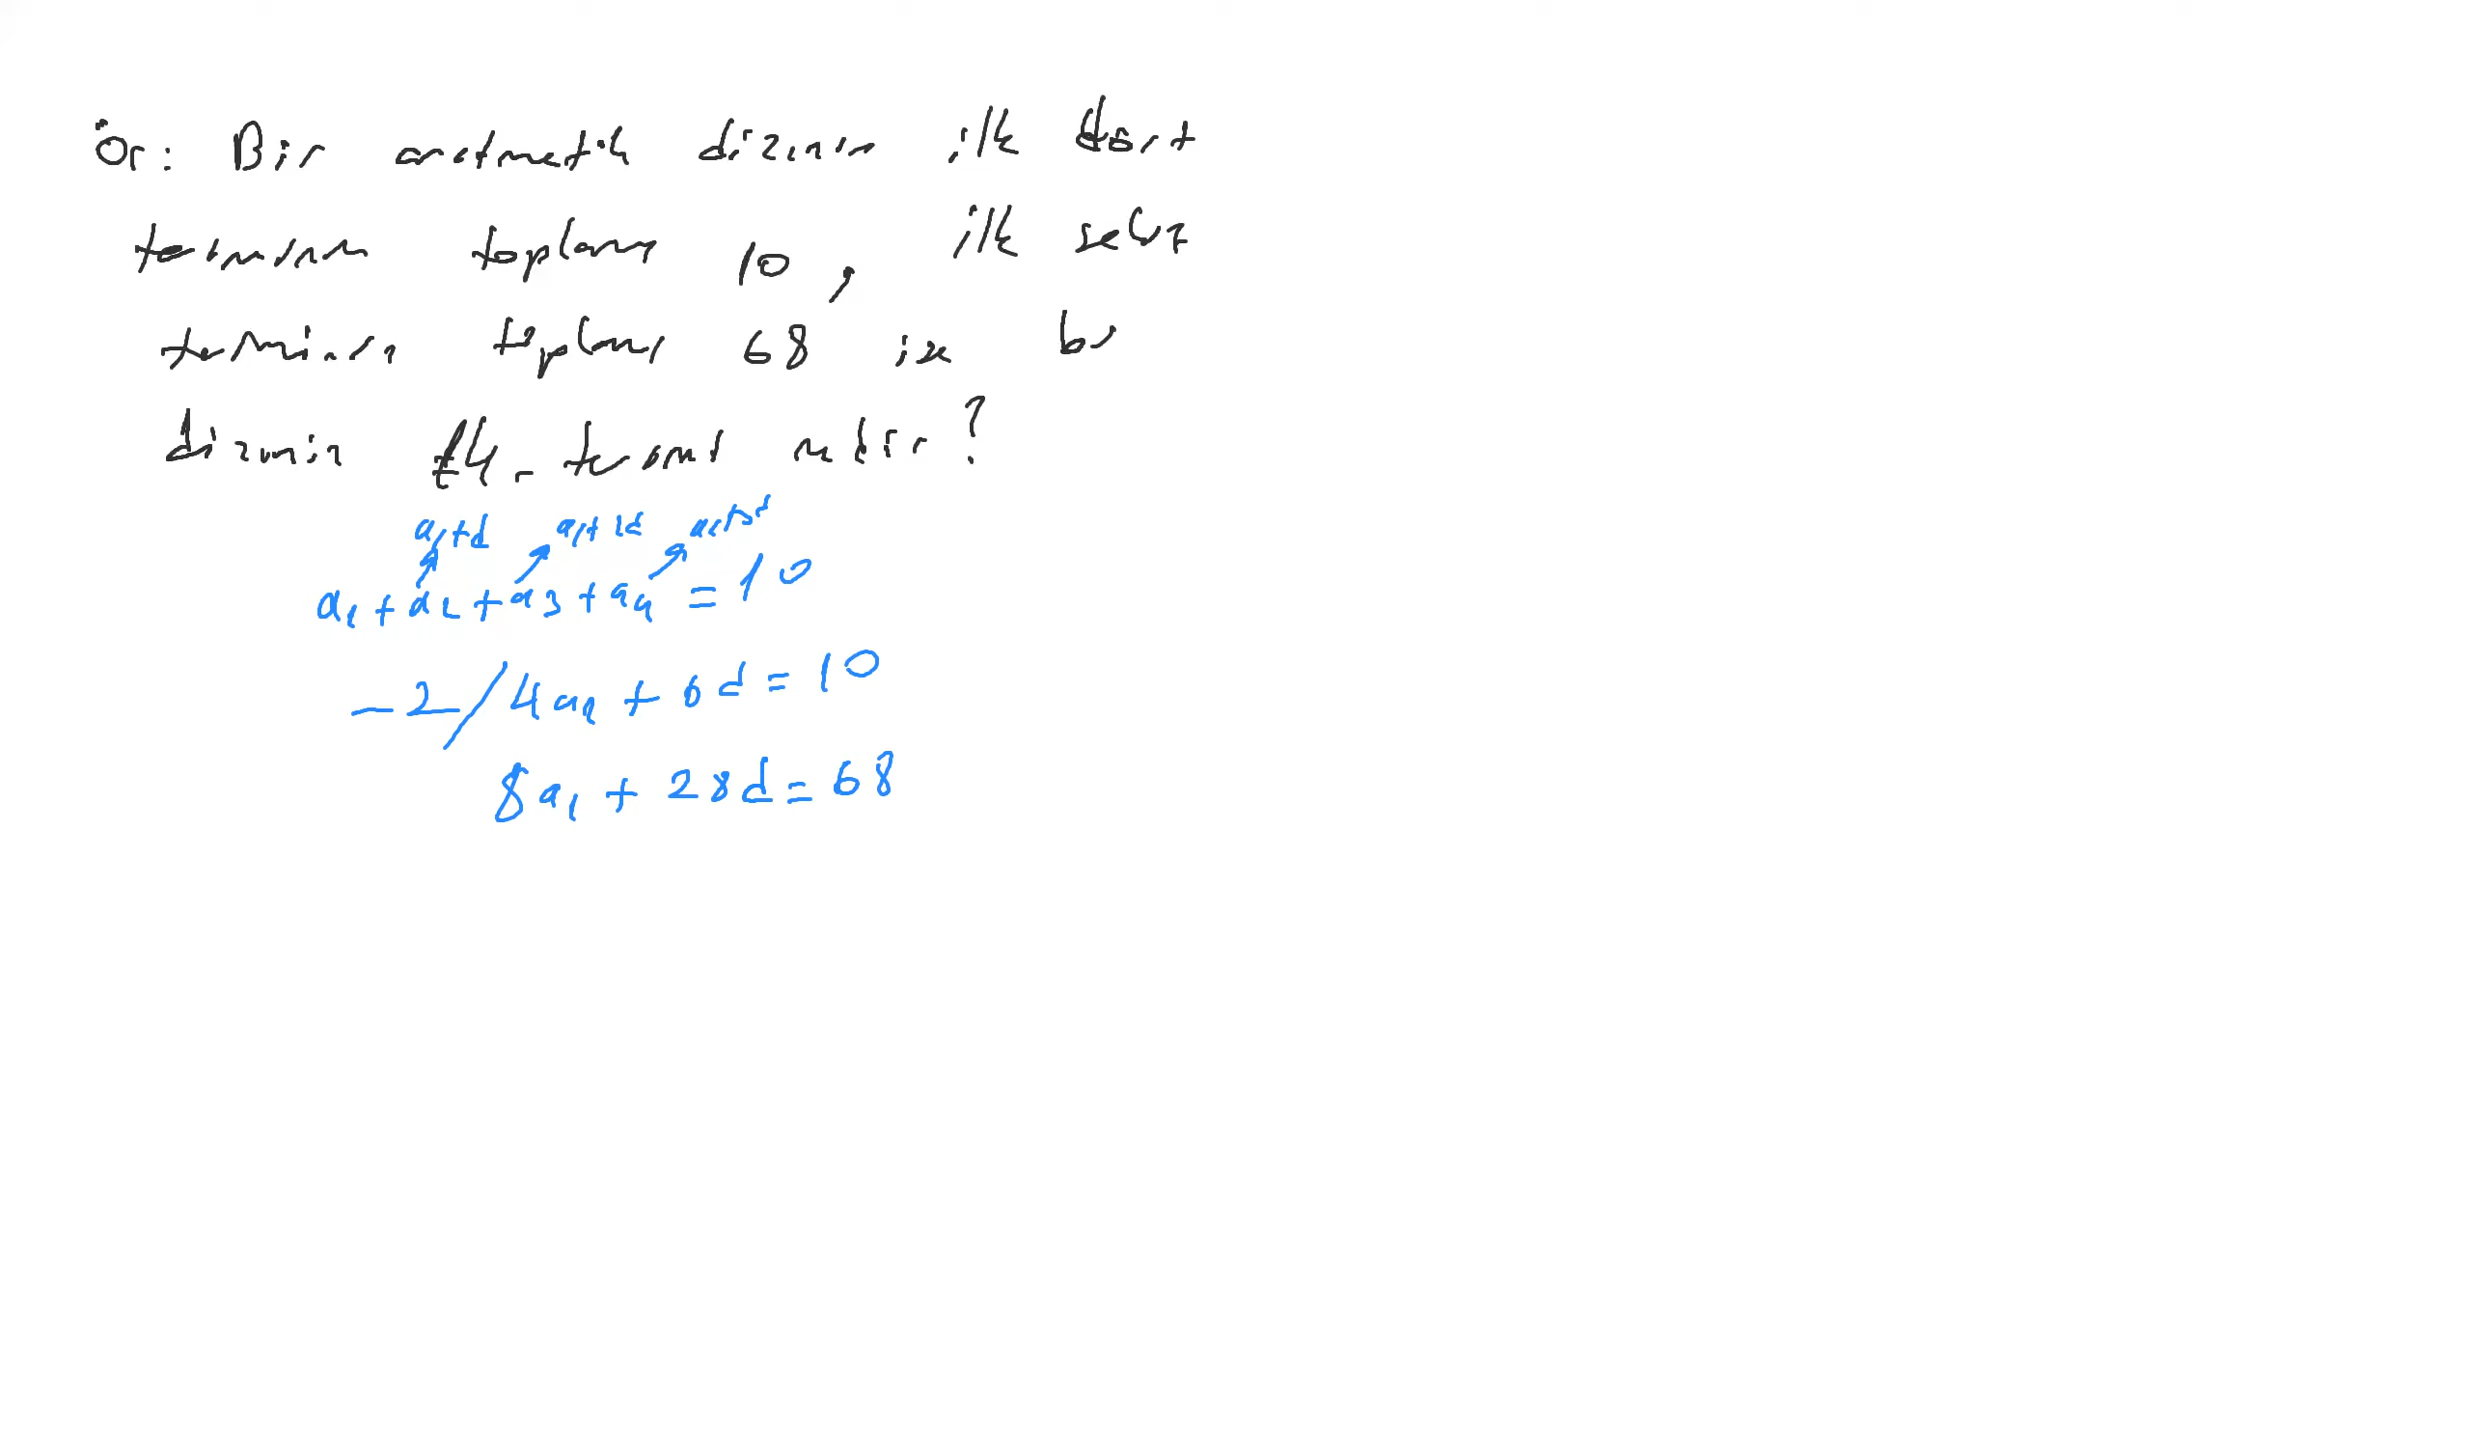 Ör: Bir aritmetik dizinin ilk dört
teriminin toplamı 10, ilk sekiz
teriminin toplamı 68 ise bu
dizinin 14. terimi nedir?
a1+d a1+2d a1+3d
a1+a2+a3+a4=10
-2/4a1+6d=10
8a1+28d=68